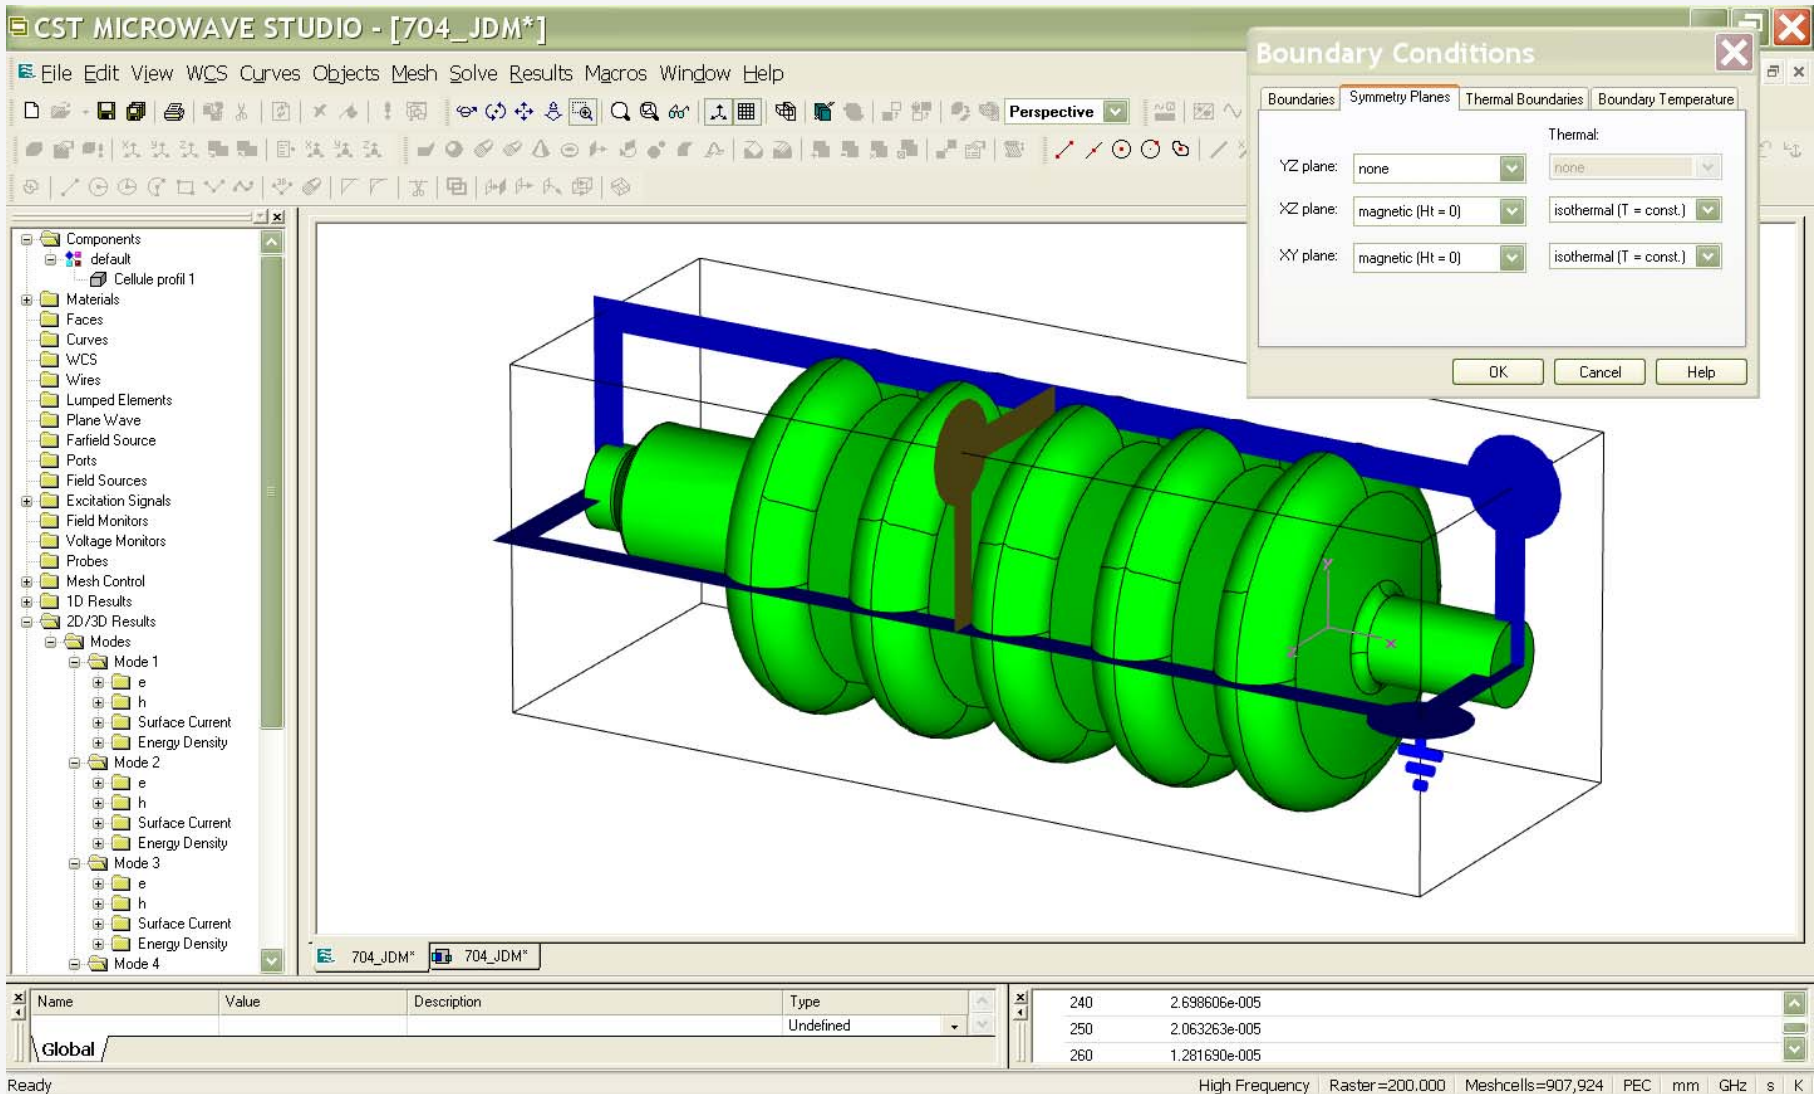 CST MICROWAVE STUDIO - [704_JDM*]
File Edit View WCS Curves Objects Mesh Solve Results Macros Window Help
Perspective
Boundary Conditions
Boundaries Symmetry Planes Thermal Boundaries Boundary Temperature
Thermal:
YZ plane: none none
XZ plane: magnetic (Ht = 0) isothermal (T = const.)
XY plane: magnetic (Ht = 0) isothermal (T = const.)
OK Cancel Help
Components
default
Cellule profil 1
Materials
Faces
Curves
WCS
Wires
Lumped Elements
Plane Wave
Farfield Source
Ports
Field Sources
Excitation Signals
Field Monitors
Voltage Monitors
Probes
Mesh Control
1D Results
2D/3D Results
Modes
Mode 1
e
h
Surface Current
Energy Density
Mode 2
e
h
Surface Current
Energy Density
Mode 3
e
h
Surface Current
Energy Density
Mode 4
y
x
z
704_JDM* 704_JDM*
Name Value Description Type
Undefined
Global
240 2.698606e-005
250 2.063263e-005
260 1.281690e-005
Ready High Frequency Raster=200.000 Meshcells=907,924 PEC mm GHz s K